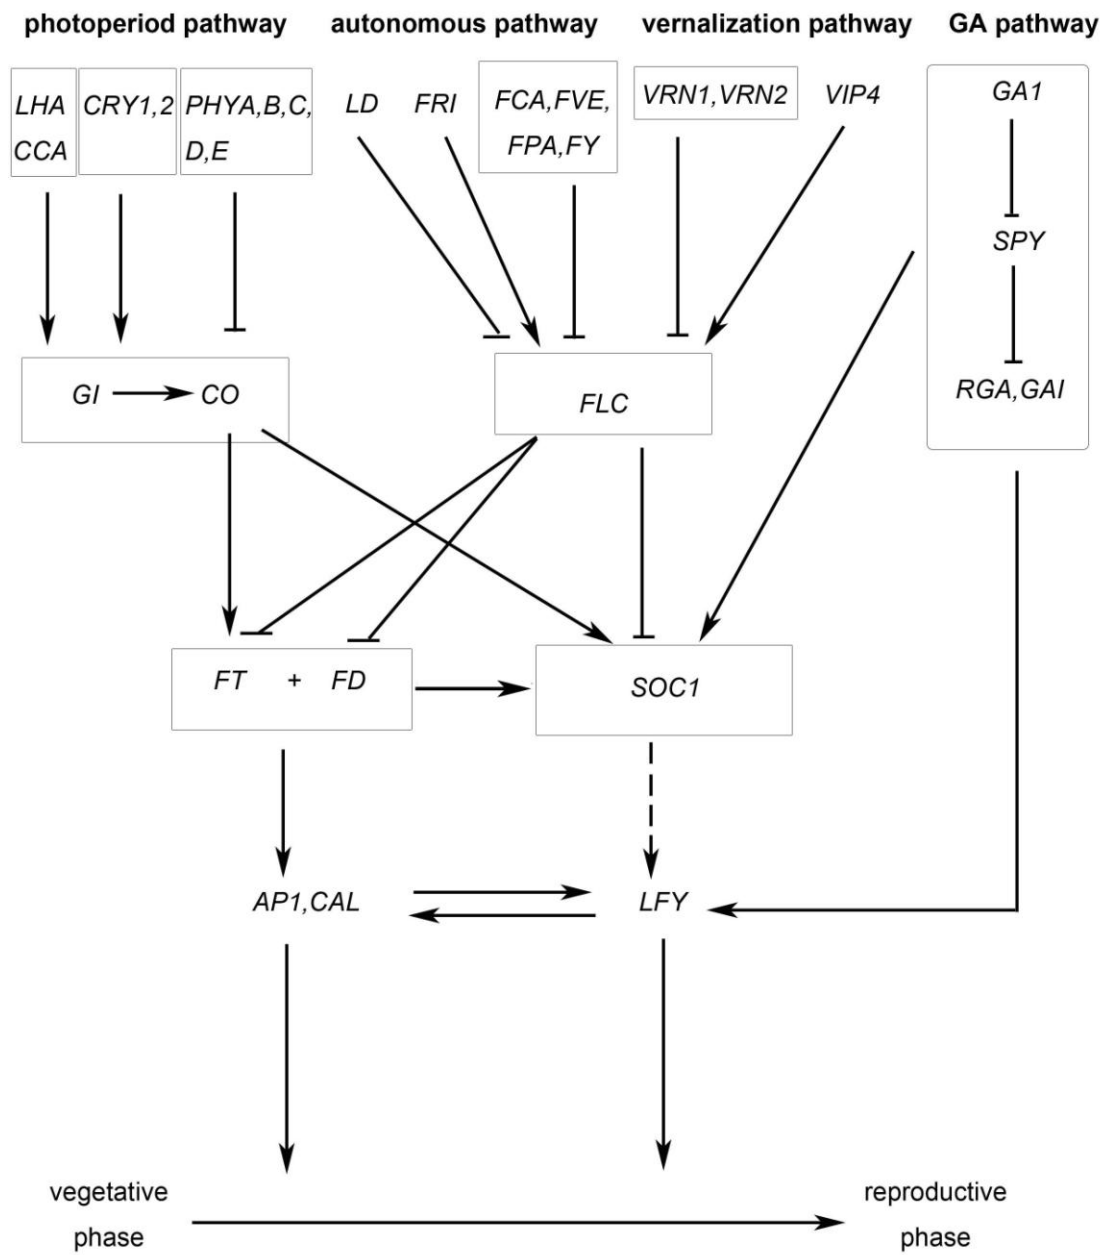 photoperiod pathway
autonomous pathway
vernalization pathway
GA pathway
LHA
CCA
CRY1,2
PHYA,B,C,
D,E
LD
FRI
FCA,FVE,
FPA,FY
VRN1,VRN2
VIP4
GA1
SPY
RGA,GAI
GI
CO
FLC
FT + FD
SOC1
AP1,CAL
LFY
vegetative
phase
reproductive
phase